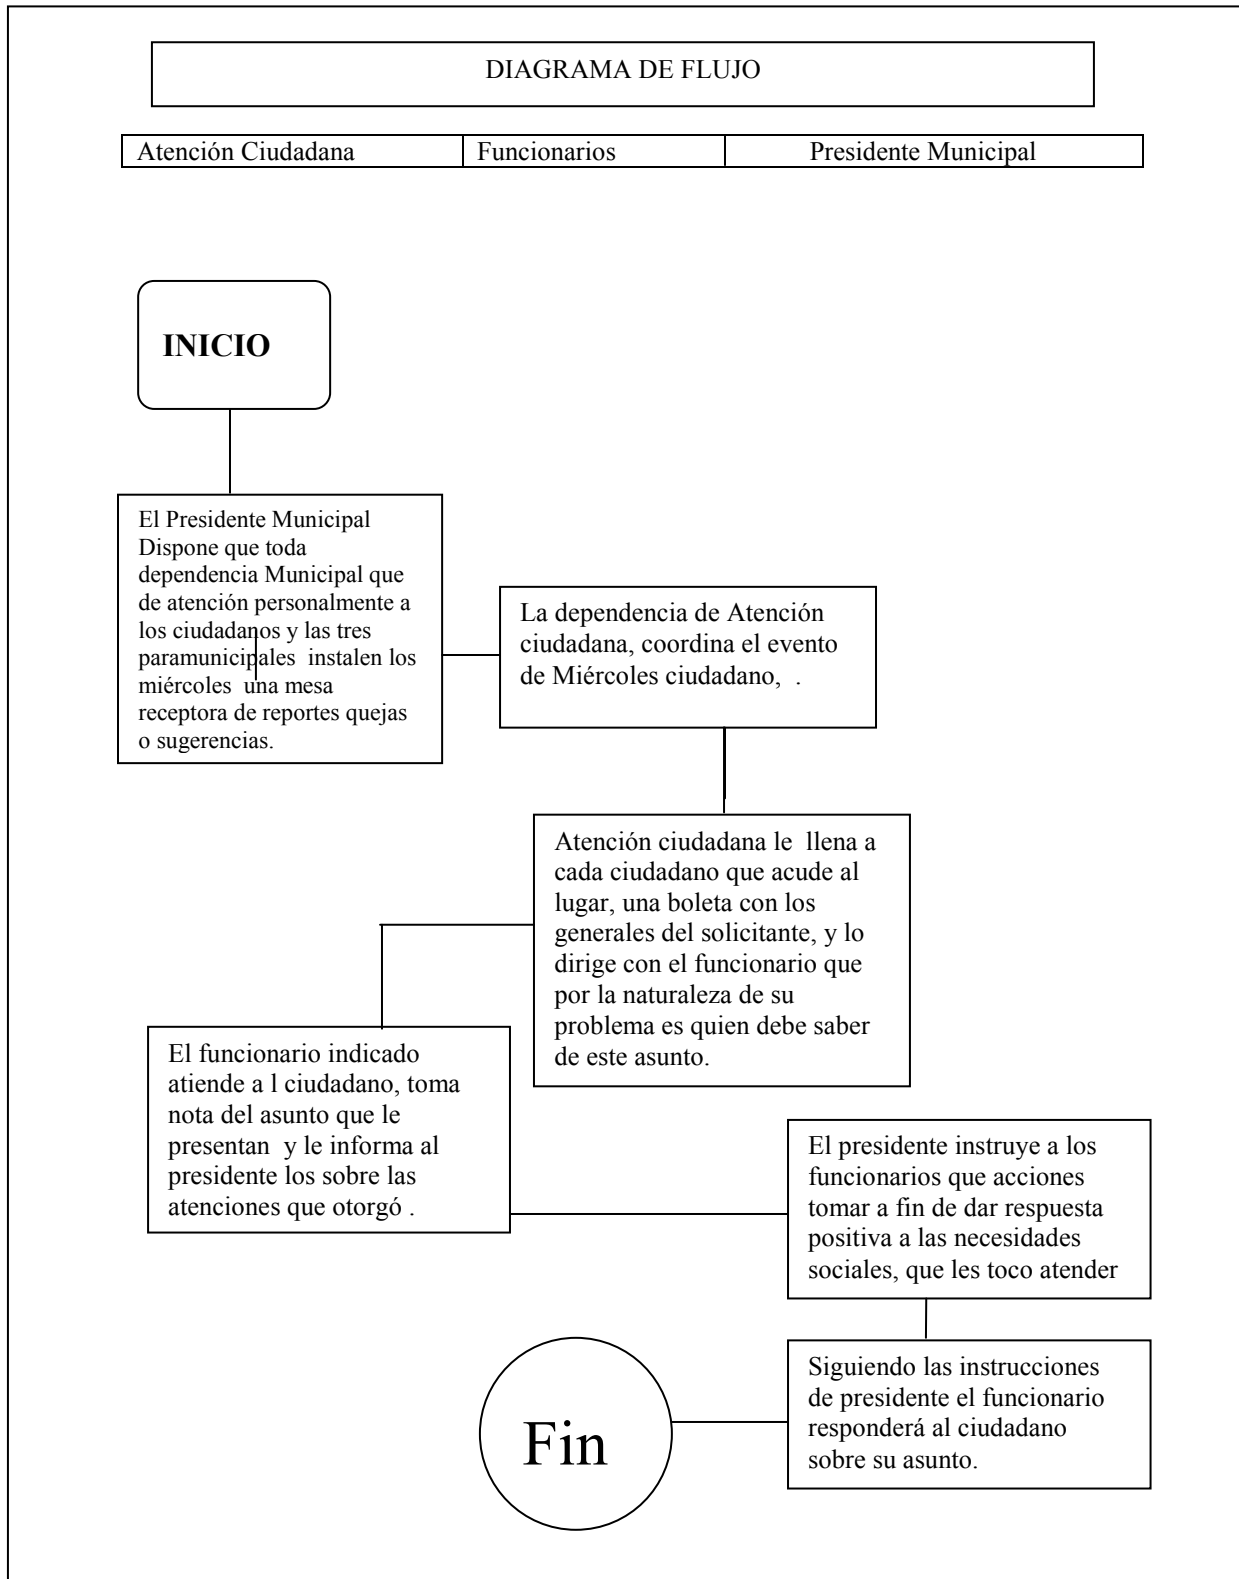 DIAGRAMA DE FLUJO
Atención Ciudadana Funcionarios Presidente Municipal
INICIO
El Presidente Municipal
Dispone que toda
dependencia Municipal que
de atención personalmente a
los ciudadanos y las tres
paramunicipales instalen los
miércoles una mesa
receptora de reportes quejas
o sugerencias.
La dependencia de Atención
ciudadana, coordina el evento
de Miércoles ciudadano, .
Atención ciudadana le llena a
cada ciudadano que acude al
lugar, una boleta con los
generales del solicitante, y lo
dirige con el funcionario que
por la naturaleza de su
problema es quien debe saber
de este asunto.
El funcionario indicado
atiende a l ciudadano, toma
nota del asunto que le
presentan y le informa al
presidente los sobre las
atenciones que otorgó .
El presidente instruye a los
funcionarios que acciones
tomar a fin de dar respuesta
positiva a las necesidades
sociales, que les toco atender
Siguiendo las instrucciones
de presidente el funcionario
responderá al ciudadano
sobre su asunto.
Fin